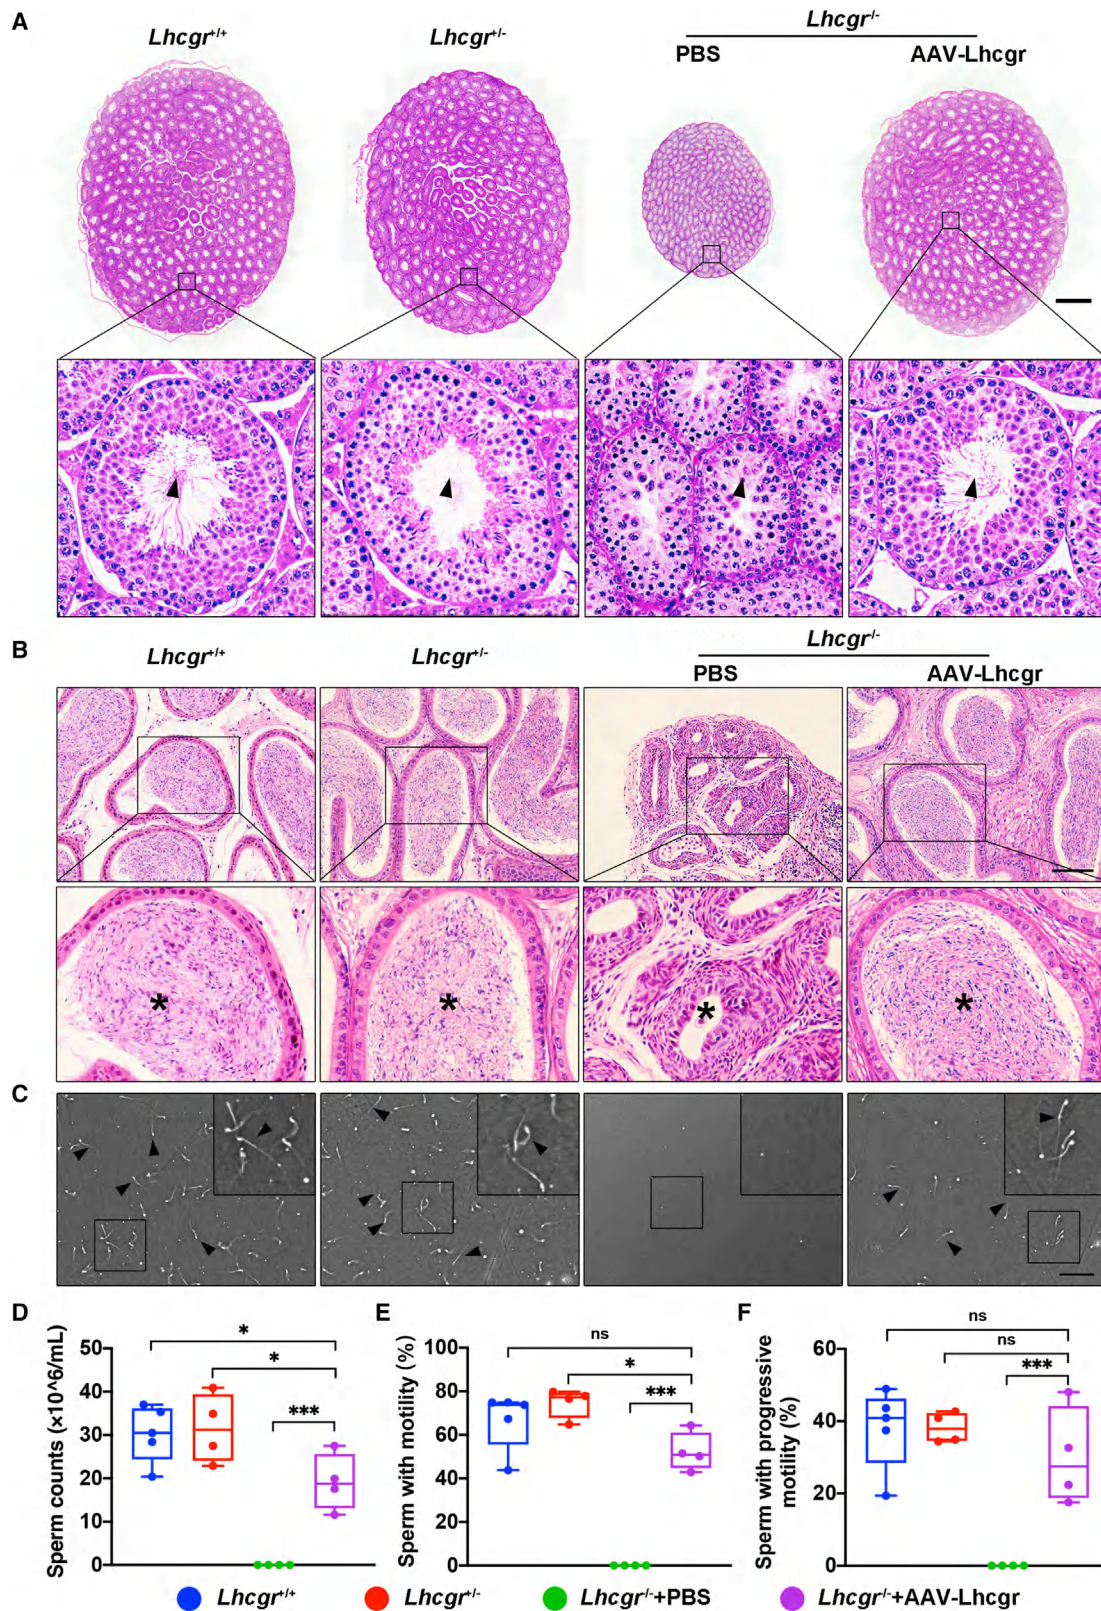 A
Lhcgr+/+
Lhcgr+/-
Lhcgr-/-
PBS
AAV-Lhcgr
B
Lhcgr+/+
Lhcgr+/-
Lhcgr-/-
PBS
AAV-Lhcgr
*
*
*
*
C
D
Sperm counts (×10^6/mL)
50
40
30
20
10
0
*
*
***
E
Sperm with motility (%)
100
80
60
40
20
0
ns
*
***
F
Sperm with progressive
motility (%)
60
40
20
0
ns
ns
***
Lhcgr+/+
Lhcgr+/-
Lhcgr-/-+PBS
Lhcgr-/-+AAV-Lhcgr